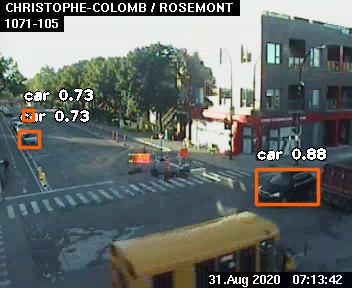 CHRISTOPHE-COLOMB / ROSEMONT
1071-105
car 0.73
car 0.73
car 0.88
31.Aug 2020 07:13:42